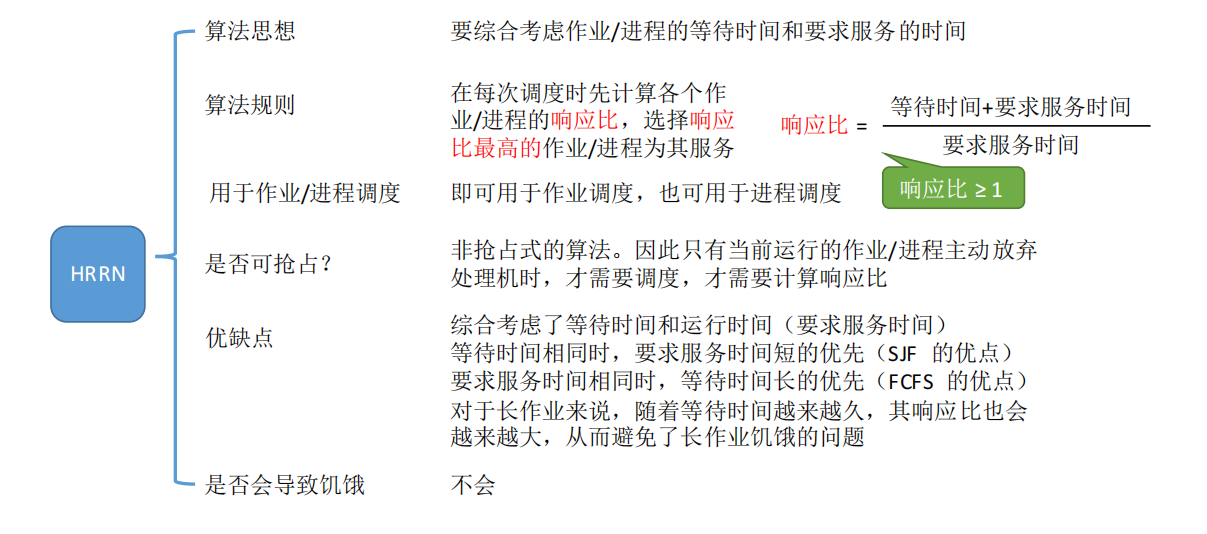 HRRN
算法思想
要综合考虑作业/进程的等待时间和要求服务的时间
算法规则
在每次调度时先计算各个作
业/进程的响应比，选择响应
比最高的作业/进程为其服务
响应比 =
等待时间+要求服务时间
要求服务时间
响应比 ≥ 1
用于作业/进程调度
即可用于作业调度，也可用于进程调度
是否可抢占？
非抢占式的算法。因此只有当前运行的作业/进程主动放弃
处理机时，才需要调度，才需要计算响应比
优缺点
综合考虑了等待时间和运行时间（要求服务时间）
等待时间相同时，要求服务时间短的优先（SJF 的优点）
要求服务时间相同时，等待时间长的优先（FCFS 的优点）
对于长作业来说，随着等待时间越来越久，其响应比也会
越来越大，从而避免了长作业饥饿的问题
是否会导致饥饿
不会